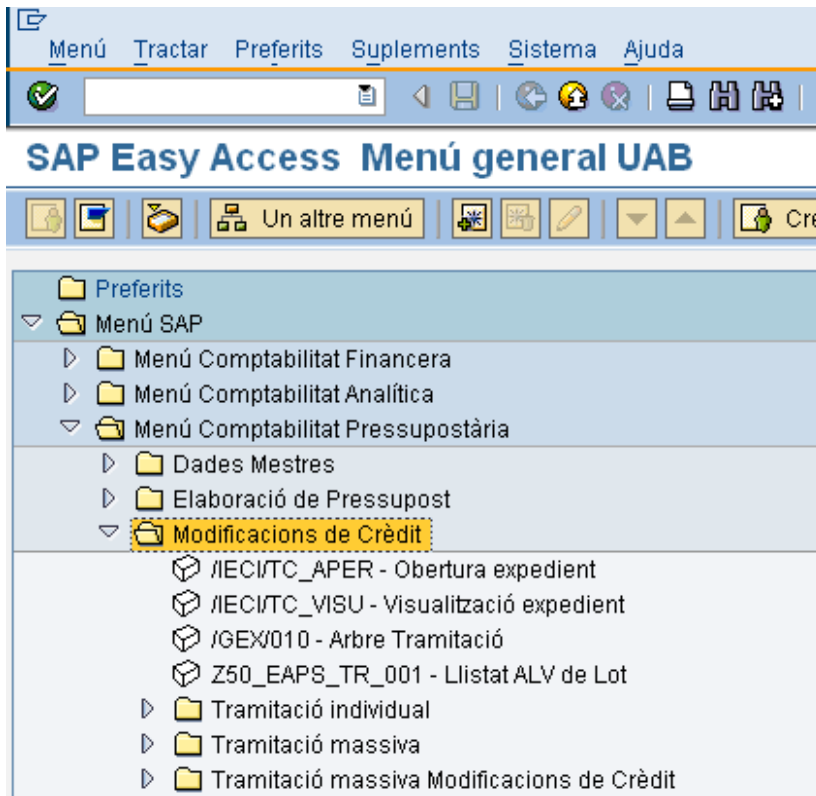 Menú Tractar Preferits Suplements Sistema Ajuda
SAP Easy Access Menú general UAB
Un altre menú Cre
Preferits
Menú SAP
Menú Comptabilitat Financera
Menú Comptabilitat Analítica
Menú Comptabilitat Pressupostària
Dades Mestres
Elaboració de Pressupost
Modificacions de Crèdit
/IECI/TC_APER - Obertura expedient
/IECI/TC_VISU - Visualització expedient
/GEX/010 - Arbre Tramitació
Z50_EAPS_TR_001 - Llistat ALV de Lot
Tramitació individual
Tramitació massiva
Tramitació massiva Modificacions de Crèdit